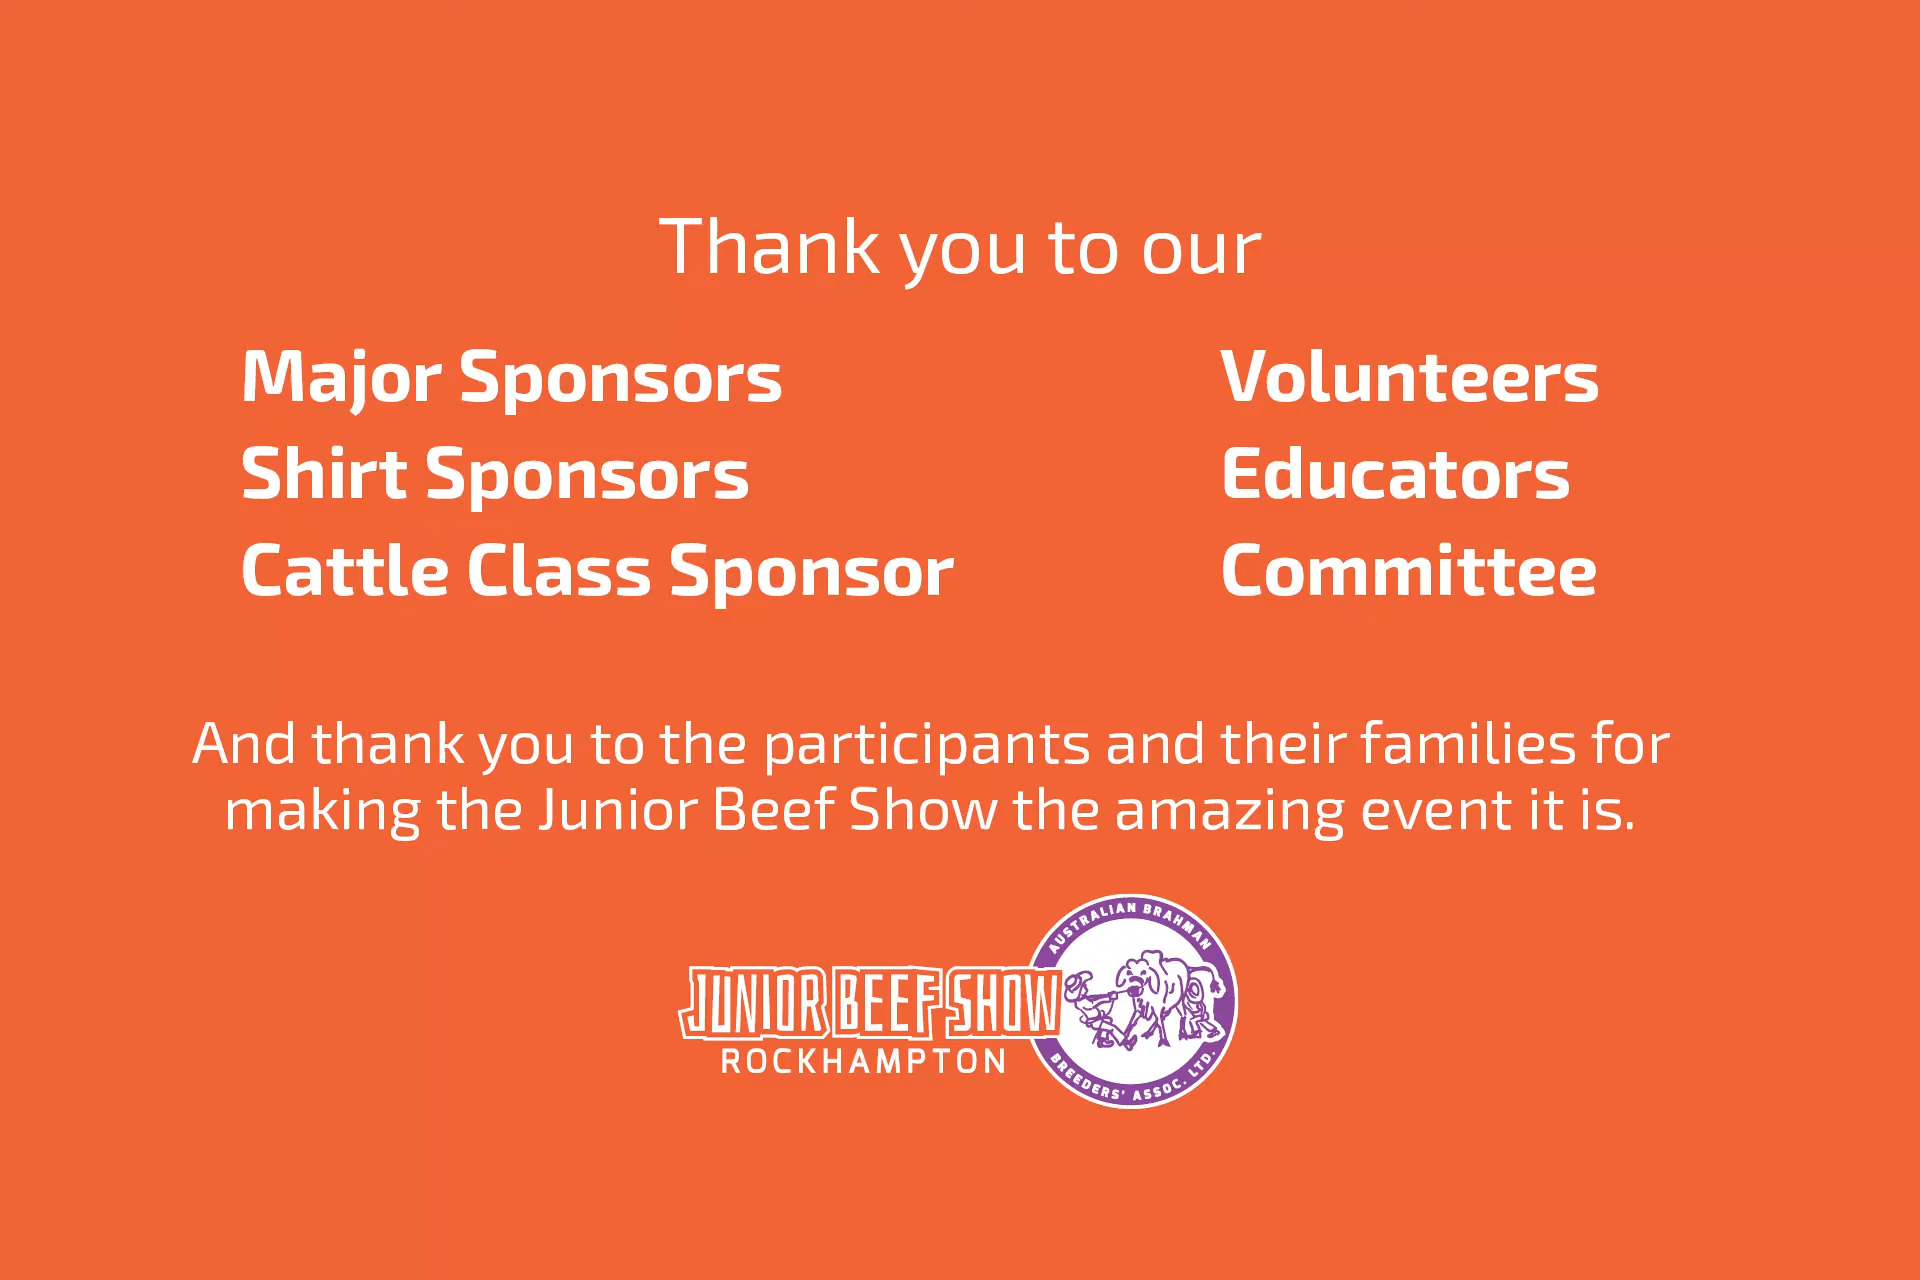 Thank you to our
Major Sponsors
Shirt Sponsors
Cattle Class Sponsor
Volunteers
Educators
Committee
And thank you to the participants and their families for
making the Junior Beef Show the amazing event it is.
JUNIOR BEEF SHOW
ROCKHAMPTON
AUSTRALIAN BRAHMAN
BREEDERS' ASSOC. LTD.